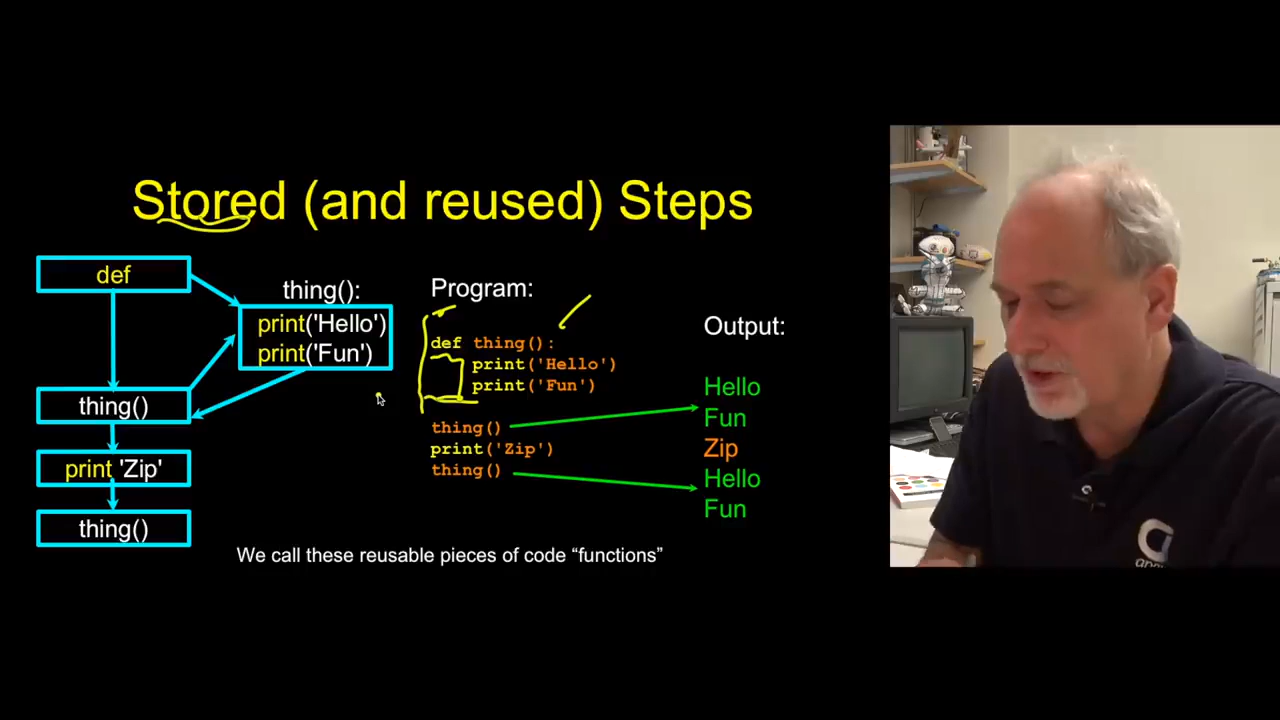 Stored (and reused) Steps
def
thing():
print('Hello')
print('Fun')
thing()
print 'Zip'
thing()
Program:
def thing():
print('Hello')
print('Fun')
thing()
print('Zip')
thing()
Output:
Hello
Fun
Zip
Hello
Fun
We call these reusable pieces of code “functions”